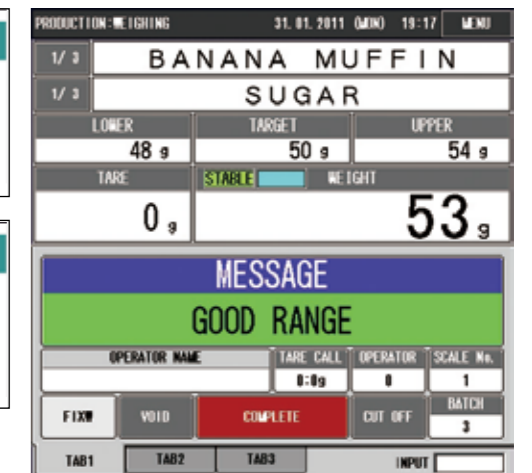 PRODUCTION:WEIGHING 31. 01. 2011 (MON) 19:17 MENU
1/ 3 BANANA MUFFIN
1/ 3 SUGAR
LOWER TARGET UPPER
48 g 50 g 54 g
TARE STABLE WEIGHT
0 g 53 g
MESSAGE
GOOD RANGE
OPERATOR NAME TARE CALL OPERATOR SCALE No.
0:0g 0 1
FIXW VOID COMPLETE CUT OFF BATCH
3
TAB1 TAB2 TAB3 INPUT